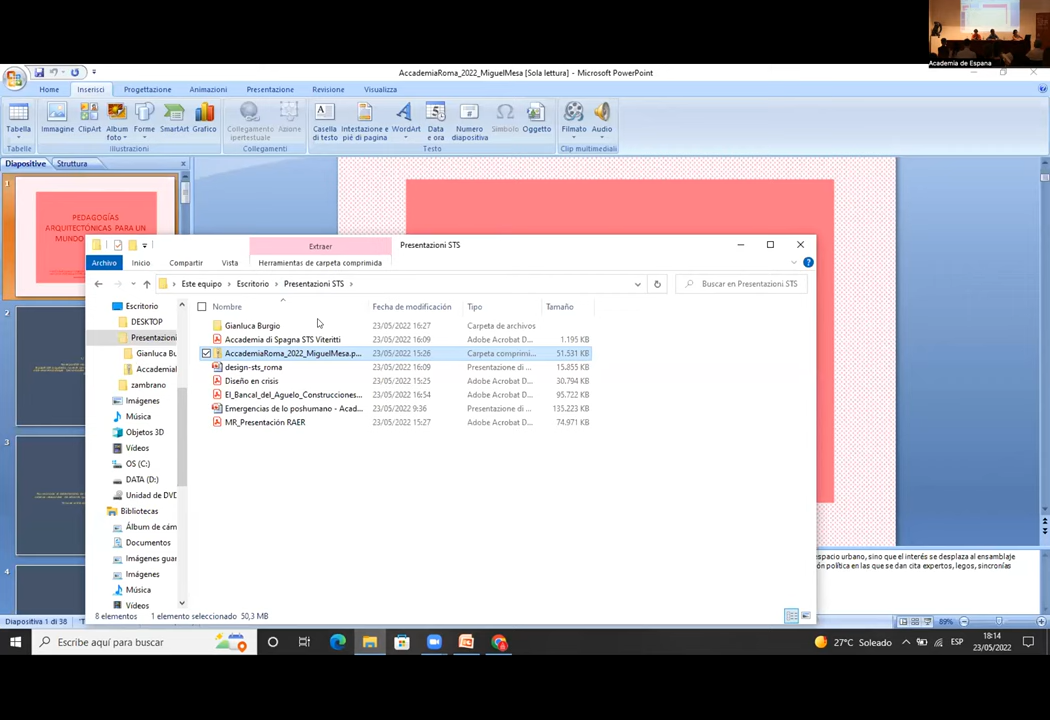 Academia de Espana
AccademiaRoma_2022_MiguelMesa [Sola lettura] - Microsoft PowerPoint
Home Inserisci Progettazione Animazioni Presentazione Revisione Visualizza
Tabella Immagine ClipArt Album foto Forme SmartArt Grafico Collegamento ipertestuale Azione Casella di testo Intestazione e piè di pagina WordArt Data e ora Numero diapositiva Simbolo Oggetto Filmato Audio
Tabelle Illustrazioni Collegamenti Testo Clip multimediali
Diapositive Struttura
1
PEDAGOGÍAS
ARQUITECTÓNICAS PARA UN
2
3
4
Extraer Presentazioni STS
Archivo Inicio Compartir Vista Herramientas de carpeta comprimida
Este equipo Escritorio Presentazioni STS Buscar en Presentazioni STS
Escritorio
DESKTOP
Presentazioni
Gianluca Bu
AccademiaI
zambrano
Imágenes
Música
Objetos 3D
Vídeos
OS (C:)
DATA (D:)
Unidad de DVD
Bibliotecas
Álbum de cám
Documentos
Imágenes guar
Imágenes
Música
Vídeos
Nombre Fecha de modificación Tipo Tamaño
Gianluca Burgio 23/05/2022 16:27 Carpeta de archivos
Academia di Spagna STS Viteritti 23/05/2022 16:09 Adobe Acrobat D... 1.195 KB
AccademiaRoma_2022_MiguelMesa.p... 23/05/2022 15:26 Carpeta comprimi... 51.531 KB
design-sts_roma 23/05/2022 16:09 Presentazione di ... 15.855 KB
Diseño en crisis 23/05/2022 15:25 Adobe Acrobat D... 30.794 KB
El_Bancal_del_Aguelo_Construcciones... 23/05/2022 16:54 Adobe Acrobat D... 95.722 KB
Emergencias de lo poshumano - Acad... 23/05/2022 9:36 Presentazione di ... 135.223 KB
MR_Presentación RAER 23/05/2022 15:27 Adobe Acrobat D... 74.971 KB
8 elementos 1 elemento seleccionado 50,3 MB
espacio urbano, sino que el interés se desplaza al ensamblaje
ón política en las que se dan cita expertos, legos, sincronías
Diapositiva 1 di 38 89%
Escribe aquí para buscar 27°C Soleado ESP 18:14
23/05/2022